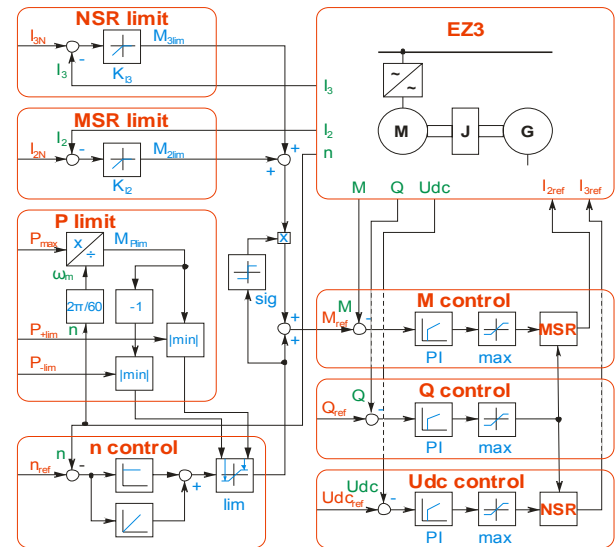 NSR limit
I3N
I3
-
KI3
M3lim
MSR limit
I2
I2N
-
KI2
M2lim
+
+
P limit
Pmax
x
÷
MPlim
ωm
2π/60
n
-1
P+lim
|min|
P-lim
|min|
x
sig
n control
nref
n
-
+
lim
+
+
EZ3
~
~
M
J
G
I3
I2
n
M
Q
Udc
I2ref
I3ref
M control
M
Mref
-
PI
max
MSR
Q control
Q
Qref
-
PI
max
Udc control
Udc
Udcref
-
PI
max
NSR